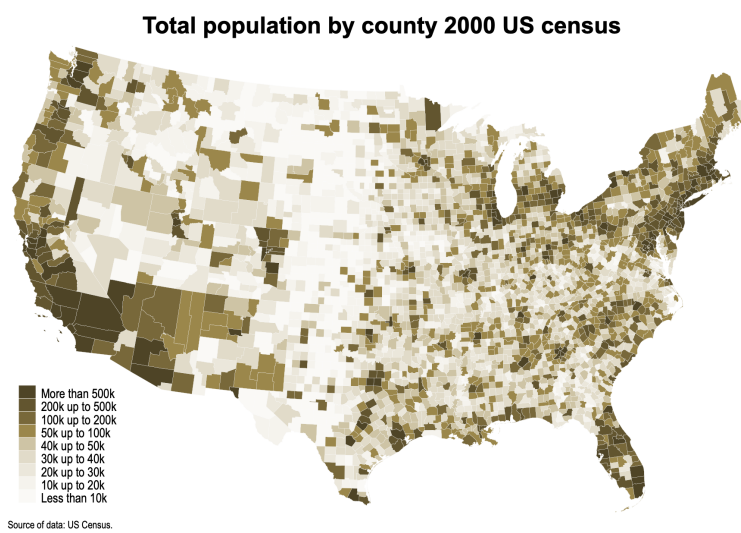 Total population by county 2000 US census
More than 500k
200k up to 500k
100k up to 200k
50k up to 100k
40k up to 50k
30k up to 40k
20k up to 30k
10k up to 20k
Less than 10k
Source of data: US Census.